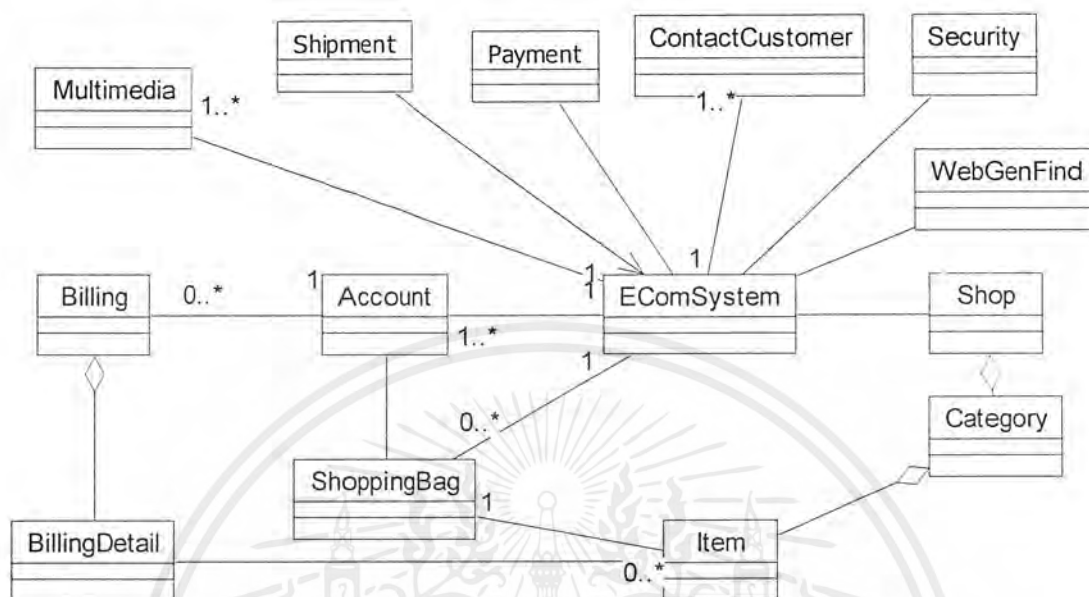 Shipment
Payment
ContactCustomer
Security
Multimedia
1..*
1..*
WebGenFind
Billing
0..*
1
Account
1
1
1
EComSystem
Shop
1..*
1
0..*
Category
ShoppingBag
1
BillingDetail
Item
0..*